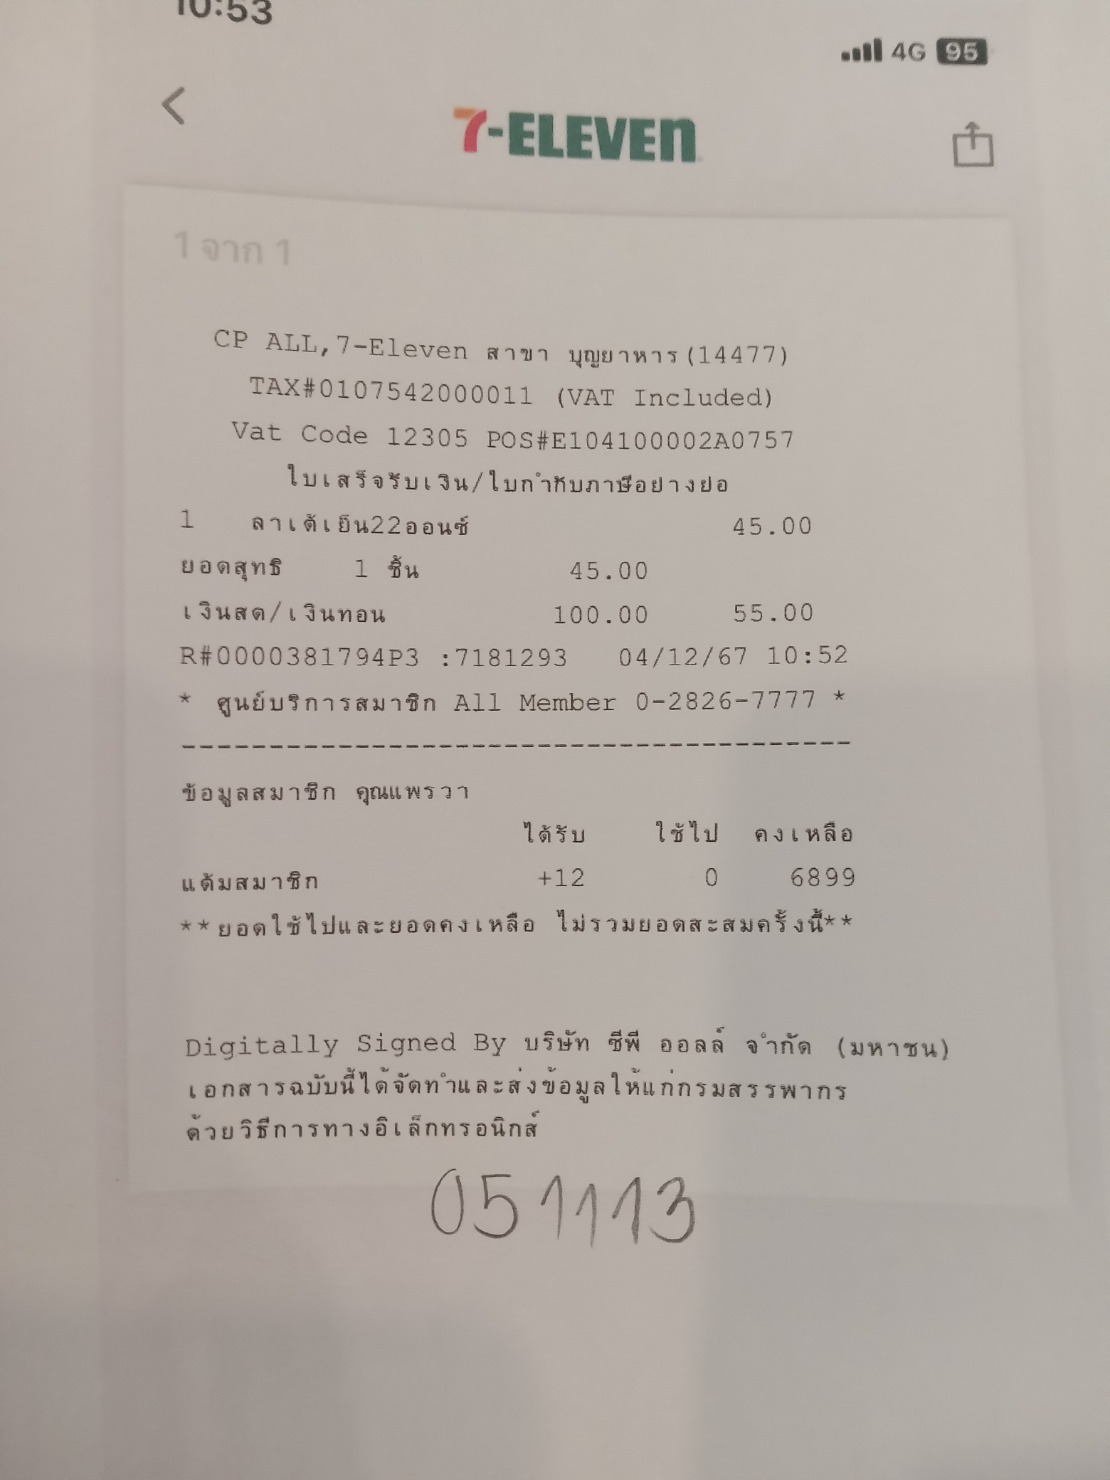 10:53
4G 95
7-ELEVEN
1 จาก 1
CP ALL,7-Eleven สาขา บุญยาหาร(14477)
TAX#0107542000011 (VAT Included)
Vat Code 12305 POS#E104100002A0757
ใบเสร็จรับเงิน/ใบกำกับภาษีอย่างย่อ
1 ลาเต้เย็น22ออนซ์ 45.00
ยอดสุทธิ 1 ชิ้น 45.00
เงินสด/เงินทอน 100.00 55.00
R#0000381794P3 :7181293 04/12/67 10:52
* ศูนย์บริการสมาชิก All Member 0-2826-7777 *
---------------------------------------
ข้อมูลสมาชิก คุณแพรวา
ได้รับ ใช้ไป คงเหลือ
แต้มสมาชิก +12 0 6899
**ยอดใช้ไปและยอดคงเหลือ ไม่รวมยอดสะสมครั้งนี้**
Digitally Signed By บริษัท ซีพี ออลล์ จำกัด (มหาชน)
เอกสารฉบับนี้ได้จัดทำและส่งข้อมูลให้แก่กรมสรรพากร
ด้วยวิธีการทางอิเล็กทรอนิกส์
051113